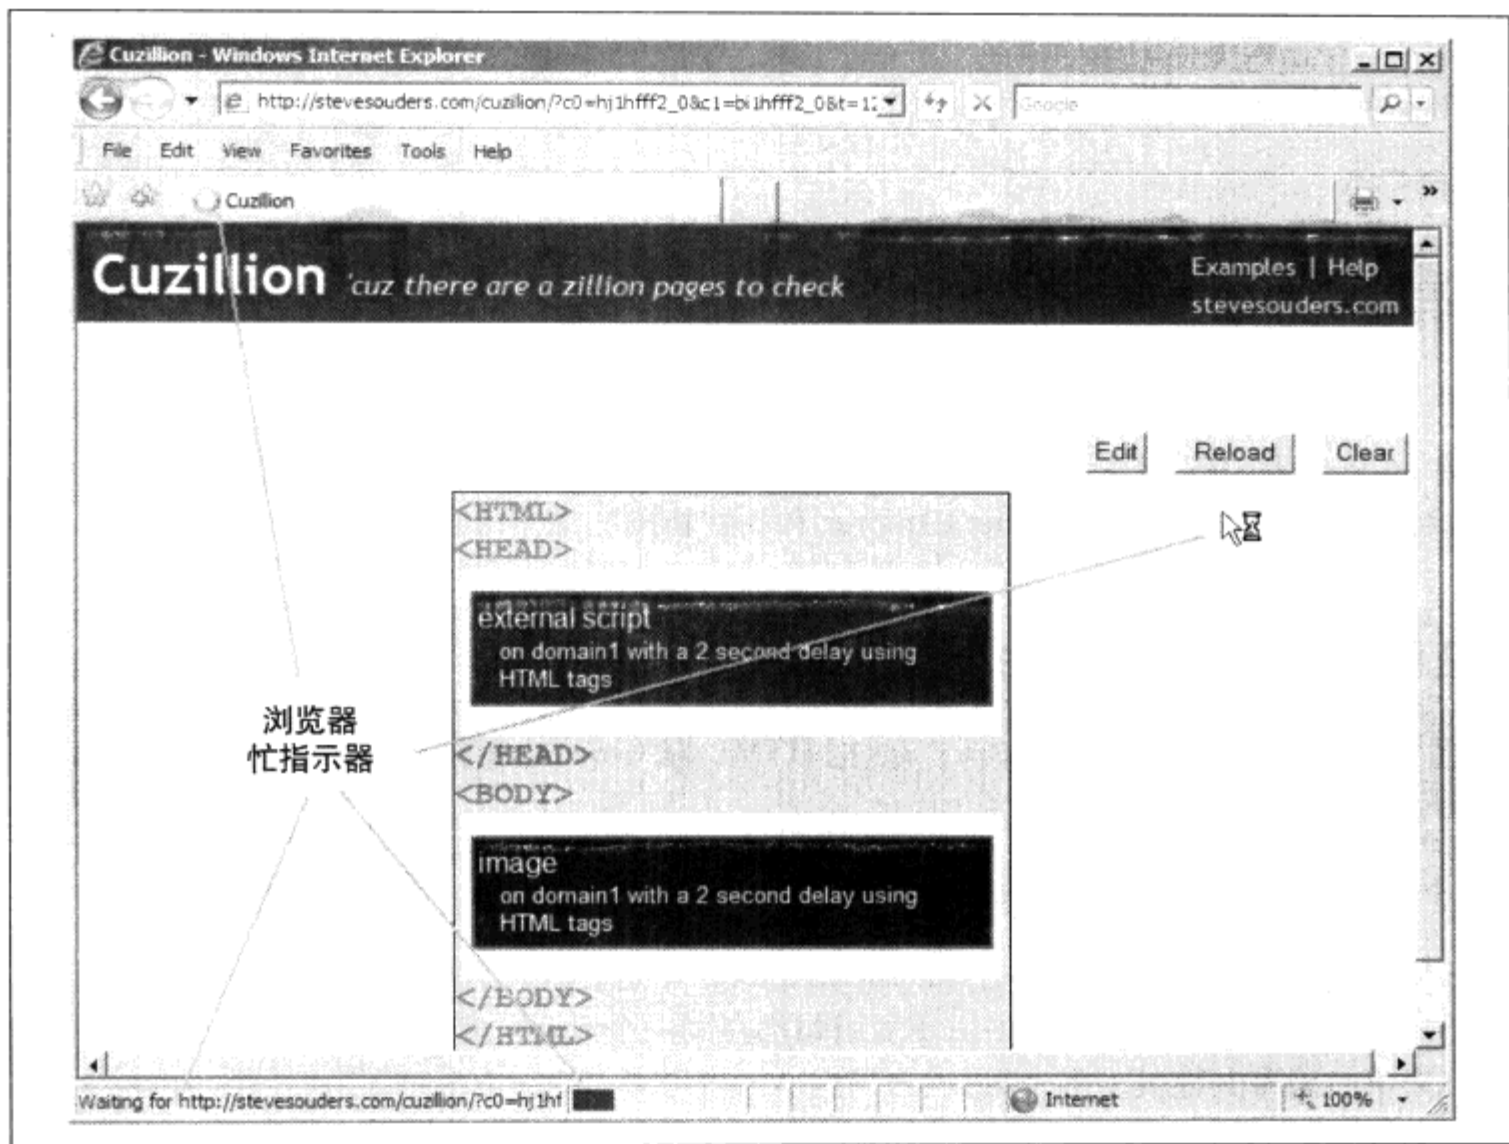 Cuzillion - Windows Internet Explorer
http://stevesouders.com/cuzillion/?c0=hj1hfff2_0&c1=bi1hfff2_0&t=12
Google
File Edit View Favorites Tools Help
Cuzillion
»
Cuzillion 'cuz there are a zillion pages to check
Examples | Help
stevesouders.com
Edit Reload Clear
<HTML>
<HEAD>
external script
on domain1 with a 2 second delay using
HTML tags
浏览器
忙指示器
</HEAD>
<BODY>
image
on domain1 with a 2 second delay using
HTML tags
</BODY>
</HTML>
Waiting for http://stevesouders.com/cuzillion/?c0=hj1hf
Internet
100%